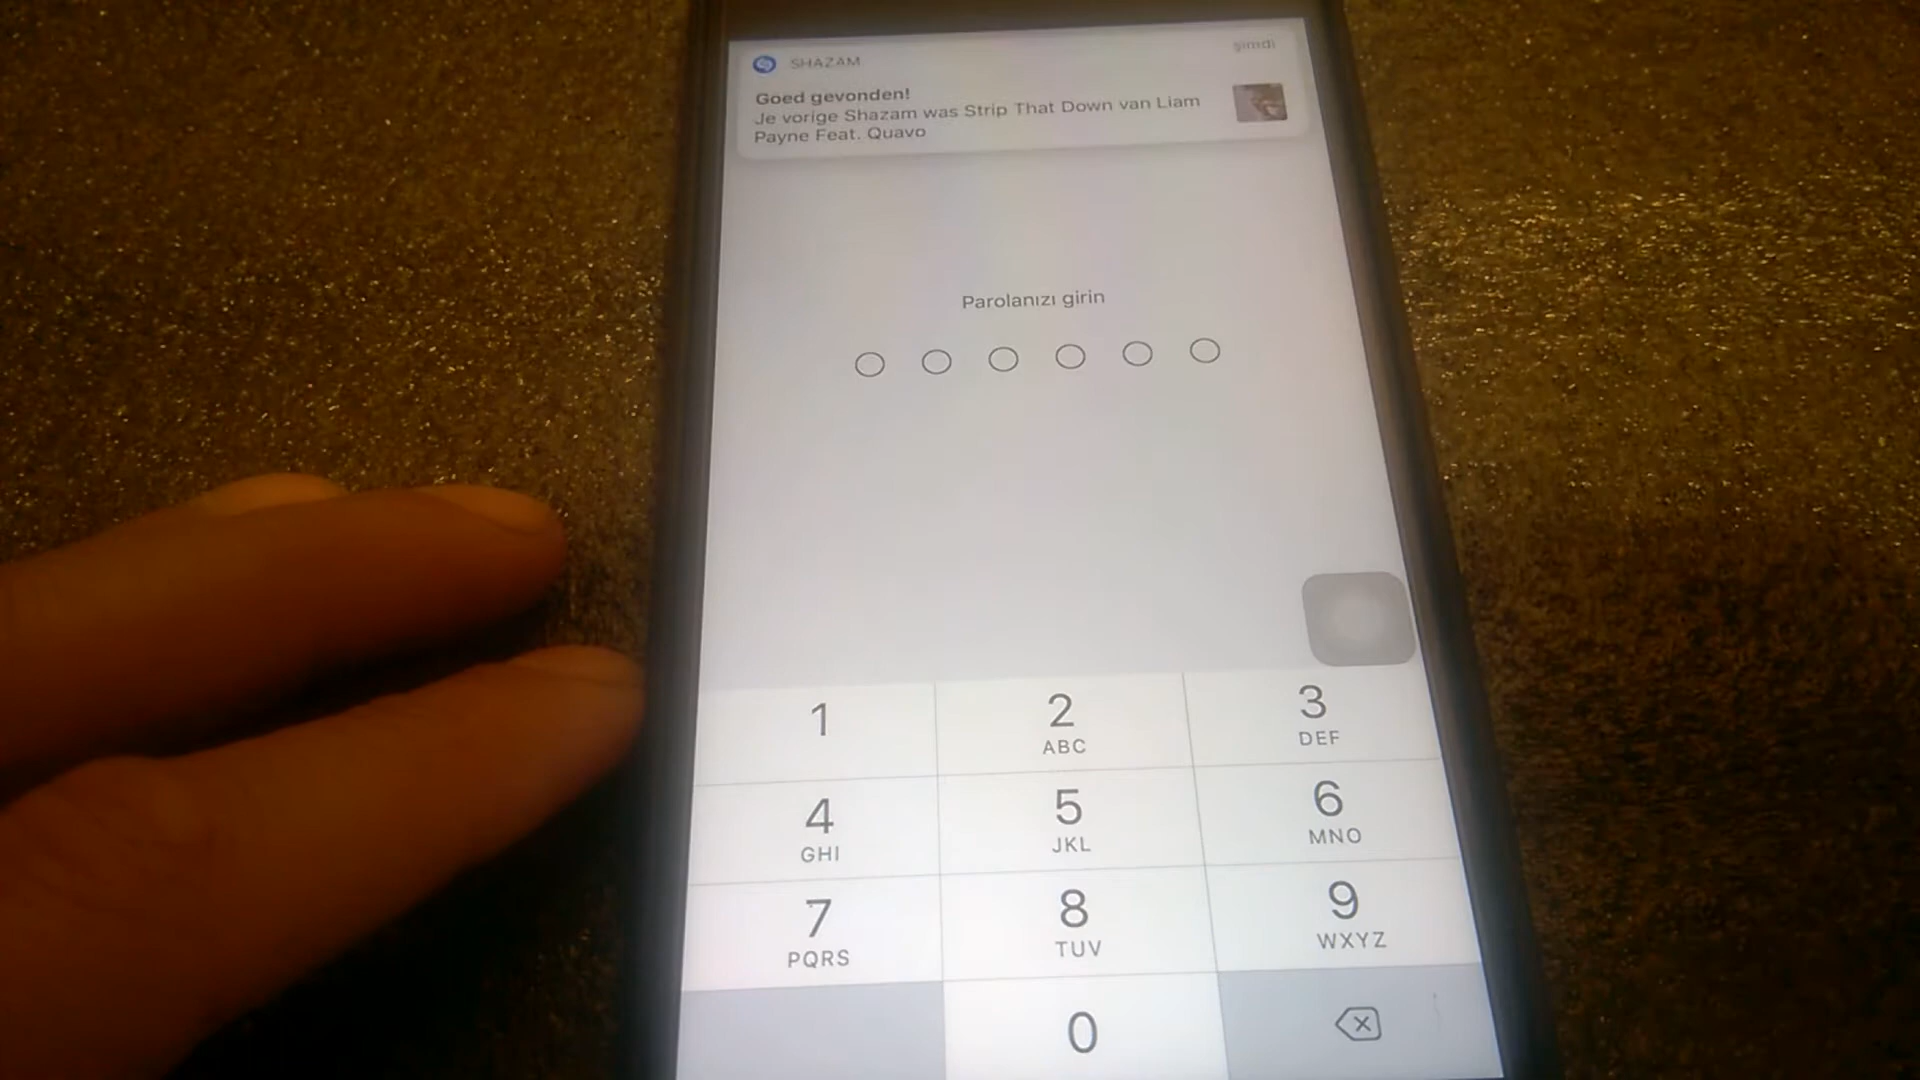 SHAZAM
şimdi
Goed gevonden!
Je vorige Shazam was Strip That Down van Liam
Payne Feat. Quavo
Parolanızı girin
1
2
3
ABC
DEF
4
5
6
GHI
JKL
MNO
7
8
9
PQRS
TUV
WXYZ
0